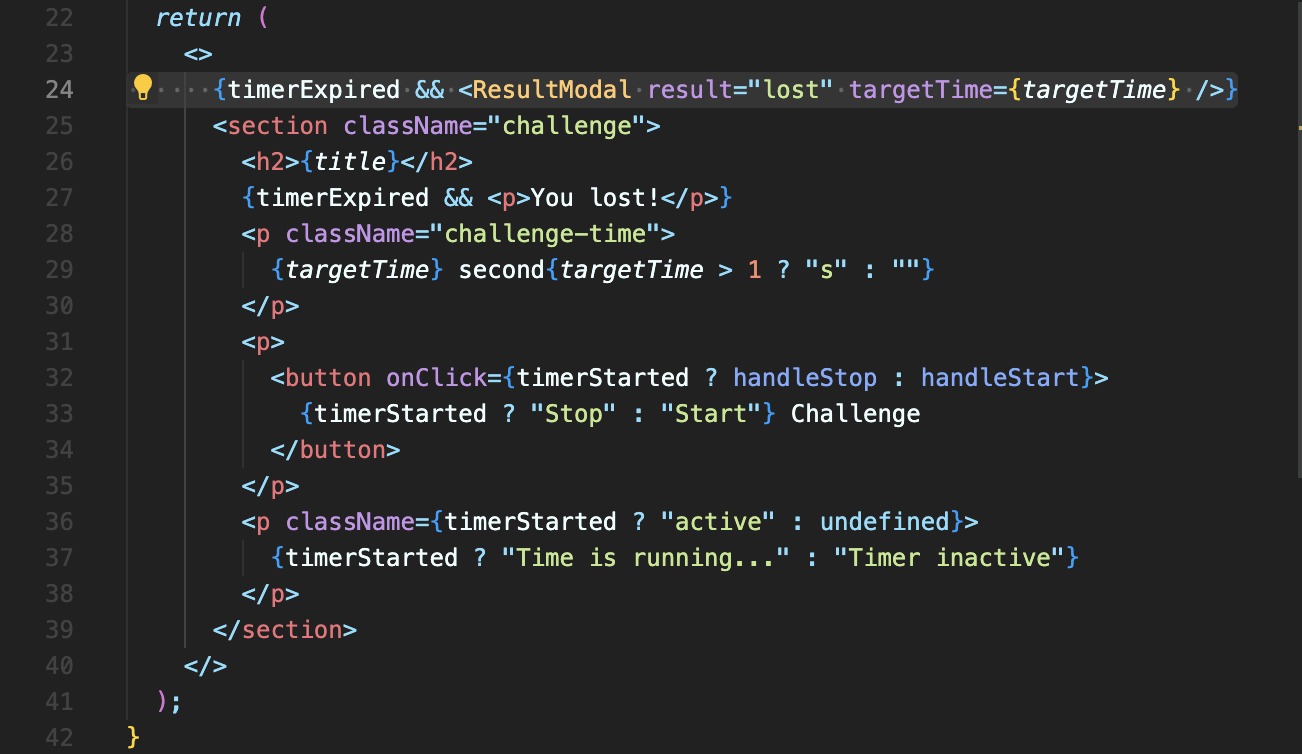 22 return (
23 <>
24 {timerExpired && <ResultModal result="lost" targetTime={targetTime} />}
25 <section className="challenge">
26 <h2>{title}</h2>
27 {timerExpired && <p>You lost!</p>}
28 <p className="challenge-time">
29 {targetTime} second{targetTime > 1 ? "s" : ""}
30 </p>
31 <p>
32 <button onClick={timerStarted ? handleStop : handleStart}>
33 {timerStarted ? "Stop" : "Start"} Challenge
34 </button>
35 </p>
36 <p className={timerStarted ? "active" : undefined}>
37 {timerStarted ? "Time is running..." : "Timer inactive"}
38 </p>
39 </section>
40 </>
41 );
42 }